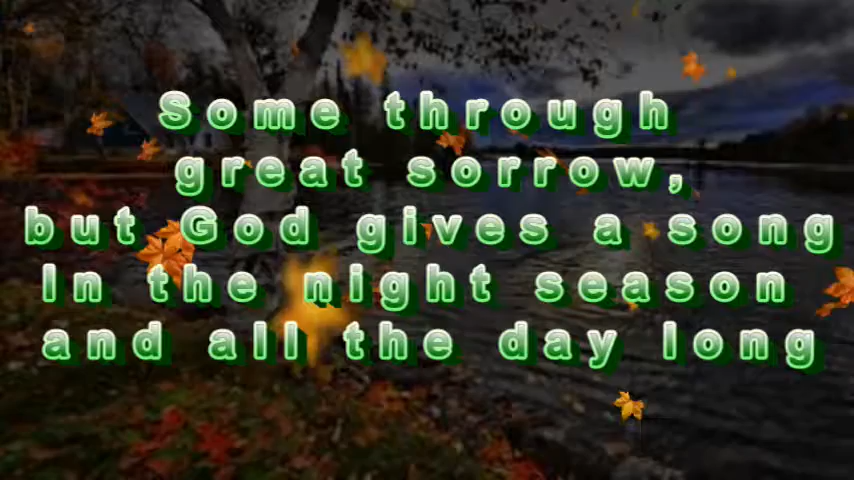 Some through
great sorrow,
but God gives a song
In the night season
and all the day long